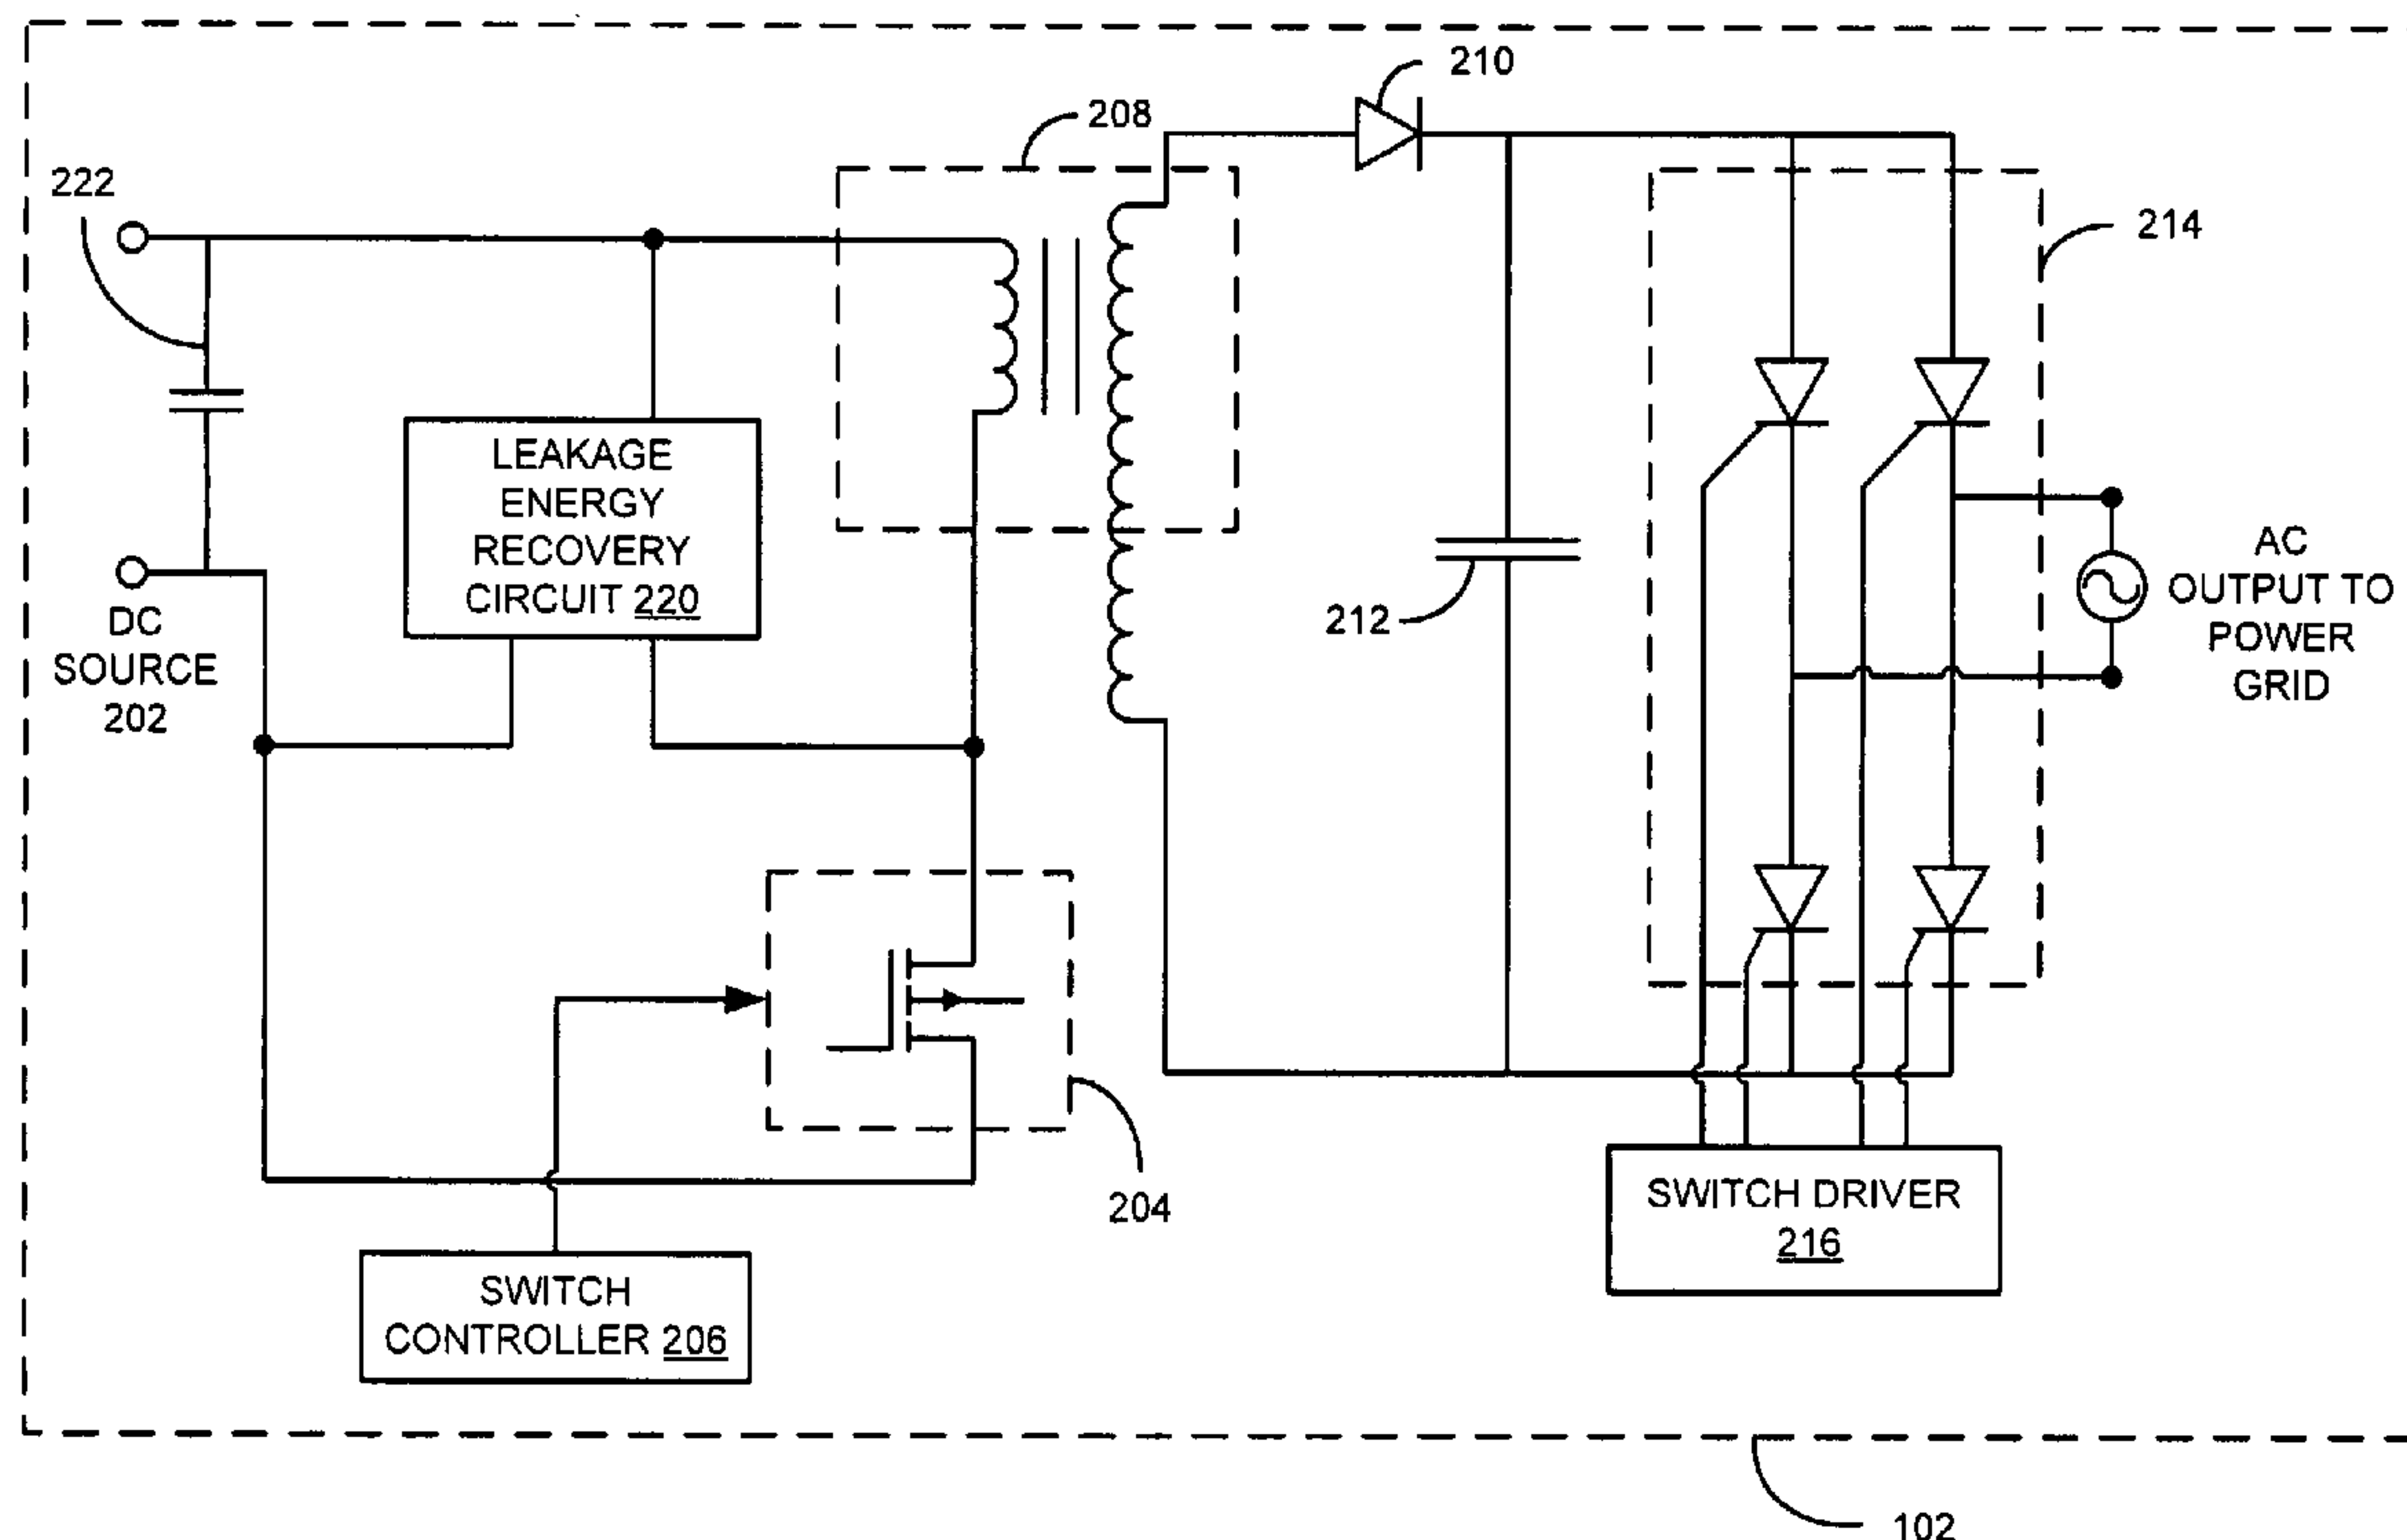 210
208
222
214
LEAKAGE
ENERGY
RECOVERY
CIRCUIT 220
DC
SOURCE
202
212
AC
OUTPUT TO
POWER
GRID
204
SWITCH DRIVER
216
SWITCH
CONTROLLER 206
102